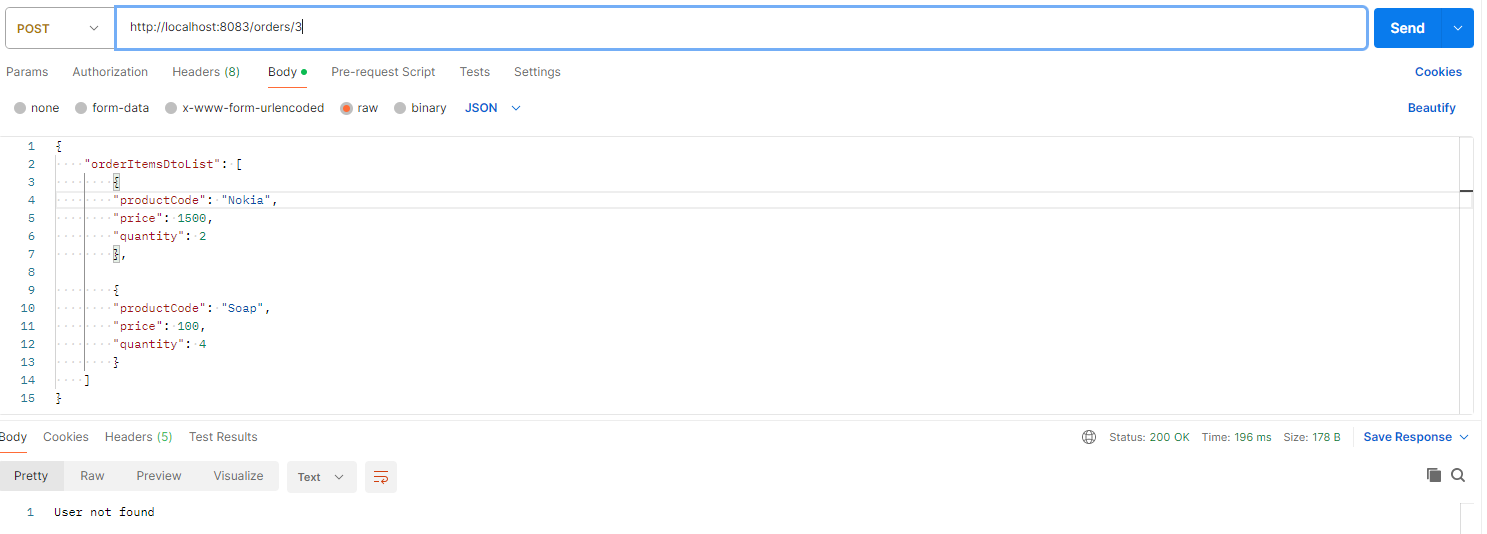 POST http://localhost:8083/orders/3 Send
Params Authorization Headers (8) Body Pre-request Script Tests Settings Cookies
none form-data x-www-form-urlencoded raw binary JSON Beautify
1 {
2 "orderItemsDtoList": [
3 {
4 "productCode": "Nokia",
5 "price": 1500,
6 "quantity": 2
7 },
8
9 {
10 "productCode": "Soap",
11 "price": 100,
12 "quantity": 4
13 }
14 ]
15 }
Body Cookies Headers (5) Test Results Status: 200 OK Time: 196 ms Size: 178 B Save Response
Pretty Raw Preview Visualize Text
1 User not found